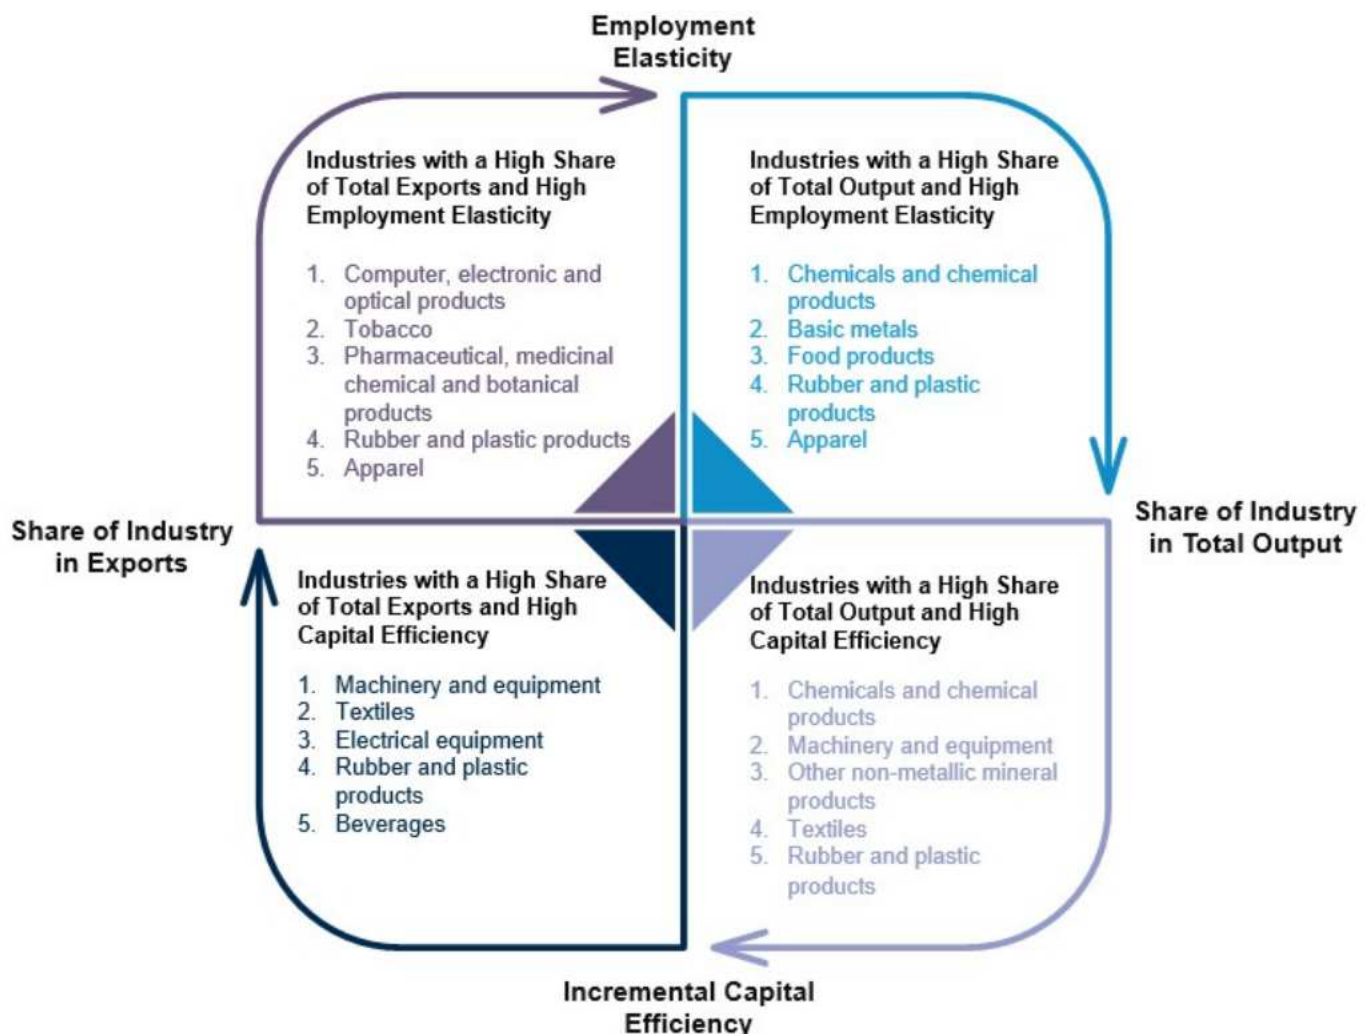 Employment
Elasticity
Industries with a High Share
of Total Exports and High
Employment Elasticity
1. Computer, electronic and
optical products
2. Tobacco
3. Pharmaceutical, medicinal
chemical and botanical
products
4. Rubber and plastic products
5. Apparel
Industries with a High Share
of Total Output and High
Employment Elasticity
1. Chemicals and chemical
products
2. Basic metals
3. Food products
4. Rubber and plastic
products
5. Apparel
Share of Industry
in Exports
Share of Industry
in Total Output
Industries with a High Share
of Total Exports and High
Capital Efficiency
1. Machinery and equipment
2. Textiles
3. Electrical equipment
4. Rubber and plastic
products
5. Beverages
Industries with a High Share
of Total Output and High
Capital Efficiency
1. Chemicals and chemical
products
2. Machinery and equipment
3. Other non-metallic mineral
products
4. Textiles
5. Rubber and plastic
products
Incremental Capital
Efficiency